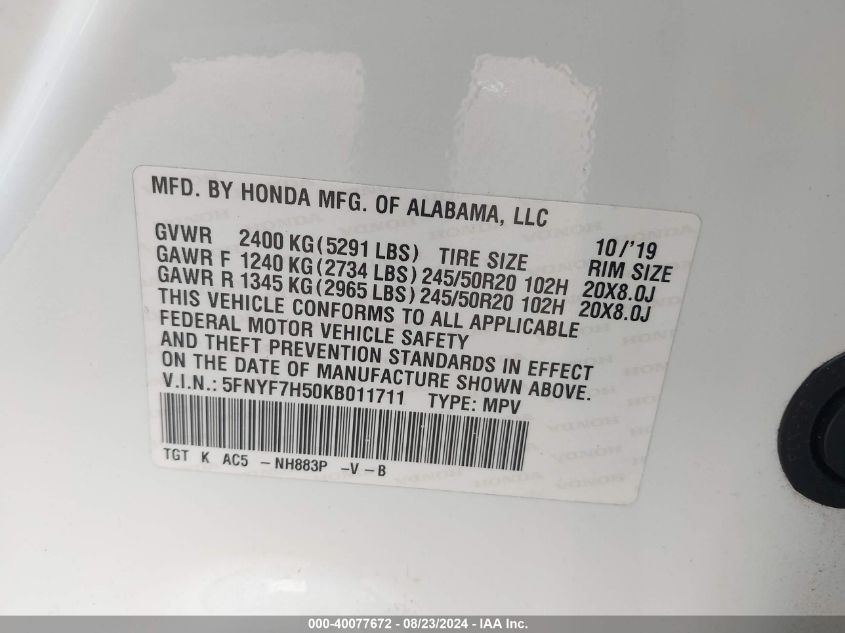 MFD. BY HONDA MFG. OF ALABAMA, LLC
10/'19
GVWR 2400 KG(5291 LBS) TIRE SIZE RIM SIZE
GAWR F 1240 KG(2734 LBS) 245/50R20 102H 20X8.0J
GAWR R 1345 KG(2965 LBS) 245/50R20 102H 20X8.0J
THIS VEHICLE CONFORMS TO ALL APPLICABLE
FEDERAL MOTOR VEHICLE SAFETY
AND THEFT PREVENTION STANDARDS IN EFFECT
ON THE DATE OF MANUFACTURE SHOWN ABOVE.
V.I.N.: 5FNYF7H50KB011711 TYPE: MPV
TGT K AC5 -NH883P -V-B
000-40077672 - 08/23/2024 - IAA Inc.